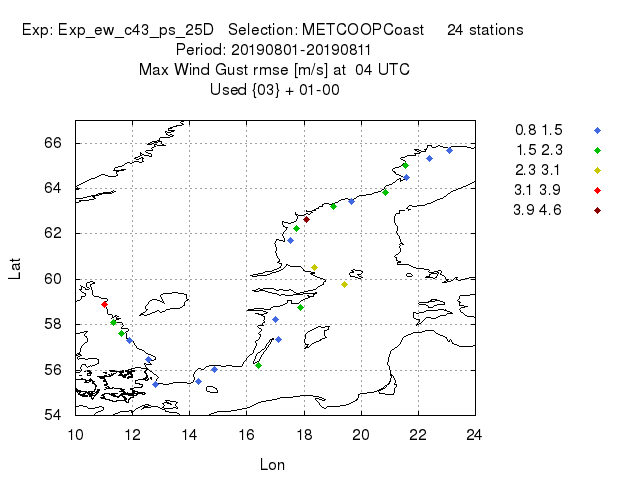 Exp: Exp_ew_c43_ps_25D Selection: METCOOPCoast 24 stations
Period: 20190801-20190811
Max Wind Gust rmse [m/s] at 04 UTC
Used {03} + 01-00
66
64
62
60
58
56
54
Lat
10 12 14 16 18 20 22 24
Lon
0.8 1.5
1.5 2.3
2.3 3.1
3.1 3.9
3.9 4.6